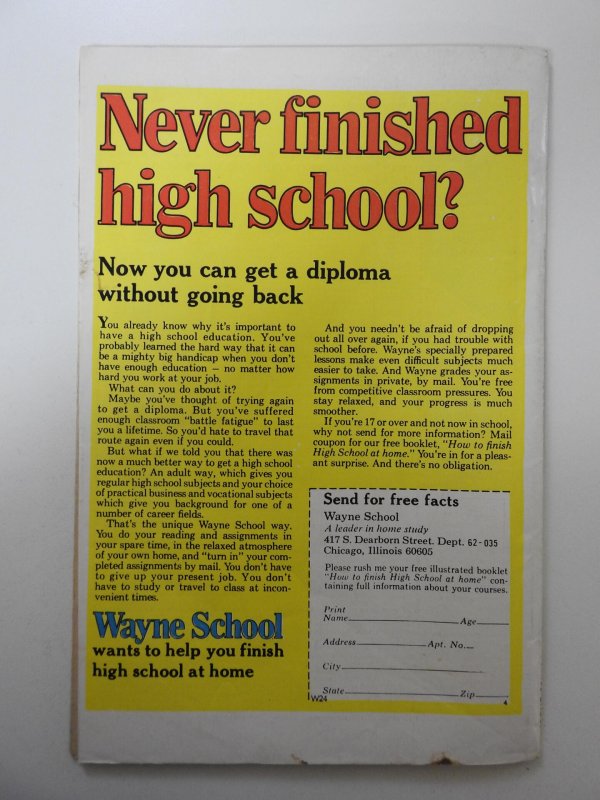 Never finished
high school?
Now you can get a diploma
without going back
You already know why it's important to
have a high school education. You've
probably learned the hard way that it can
be a mighty big handicap when you don't
have enough education — no matter how
hard you work at your job.
What can you do about it?
Maybe you've thought of trying again
to get a diploma. But you've suffered
enough classroom "battle fatigue" to last
you a lifetime. So you'd hate to travel that
route again even if you could.
But what if we told you that there was
now a much better way to get a high school
education? An adult way, which gives you
regular high school subjects and your choice
of practical business and vocational subjects
which give you background for one of a
number of career fields.
That's the unique Wayne School way.
You do your reading and assignments in
your spare time, in the relaxed atmosphere
of your own home, and "turn in" your com-
pleted assignments by mail. You don't have
to give up your present job. You don't
have to study or travel to class at incon-
venient times.
Wayne School
wants to help you finish
high school at home
And you needn't be afraid of dropping
out all over again, if you had trouble with
school before. Wayne's specially prepared
lessons make even difficult subjects much
easier to take. And Wayne grades your as-
signments in private, by mail. You're free
from competitive classroom pressures. You
stay relaxed, and your progress is much
smoother.
If you're 17 or over and not now in school,
why not send for more information? Mail
coupon for our free booklet, "How to finish
High School at home." You're in for a pleas-
ant surprise. And there's no obligation.
Send for free facts
Wayne School
A leader in home study
417 S. Dearborn Street. Dept. 62-035
Chicago, Illinois 60605
Please rush me your free illustrated booklet
"How to finish High School at home" con-
taining full information about your courses.
Print
Name Age
Address Apt. No.
City
State Zip
W24 4